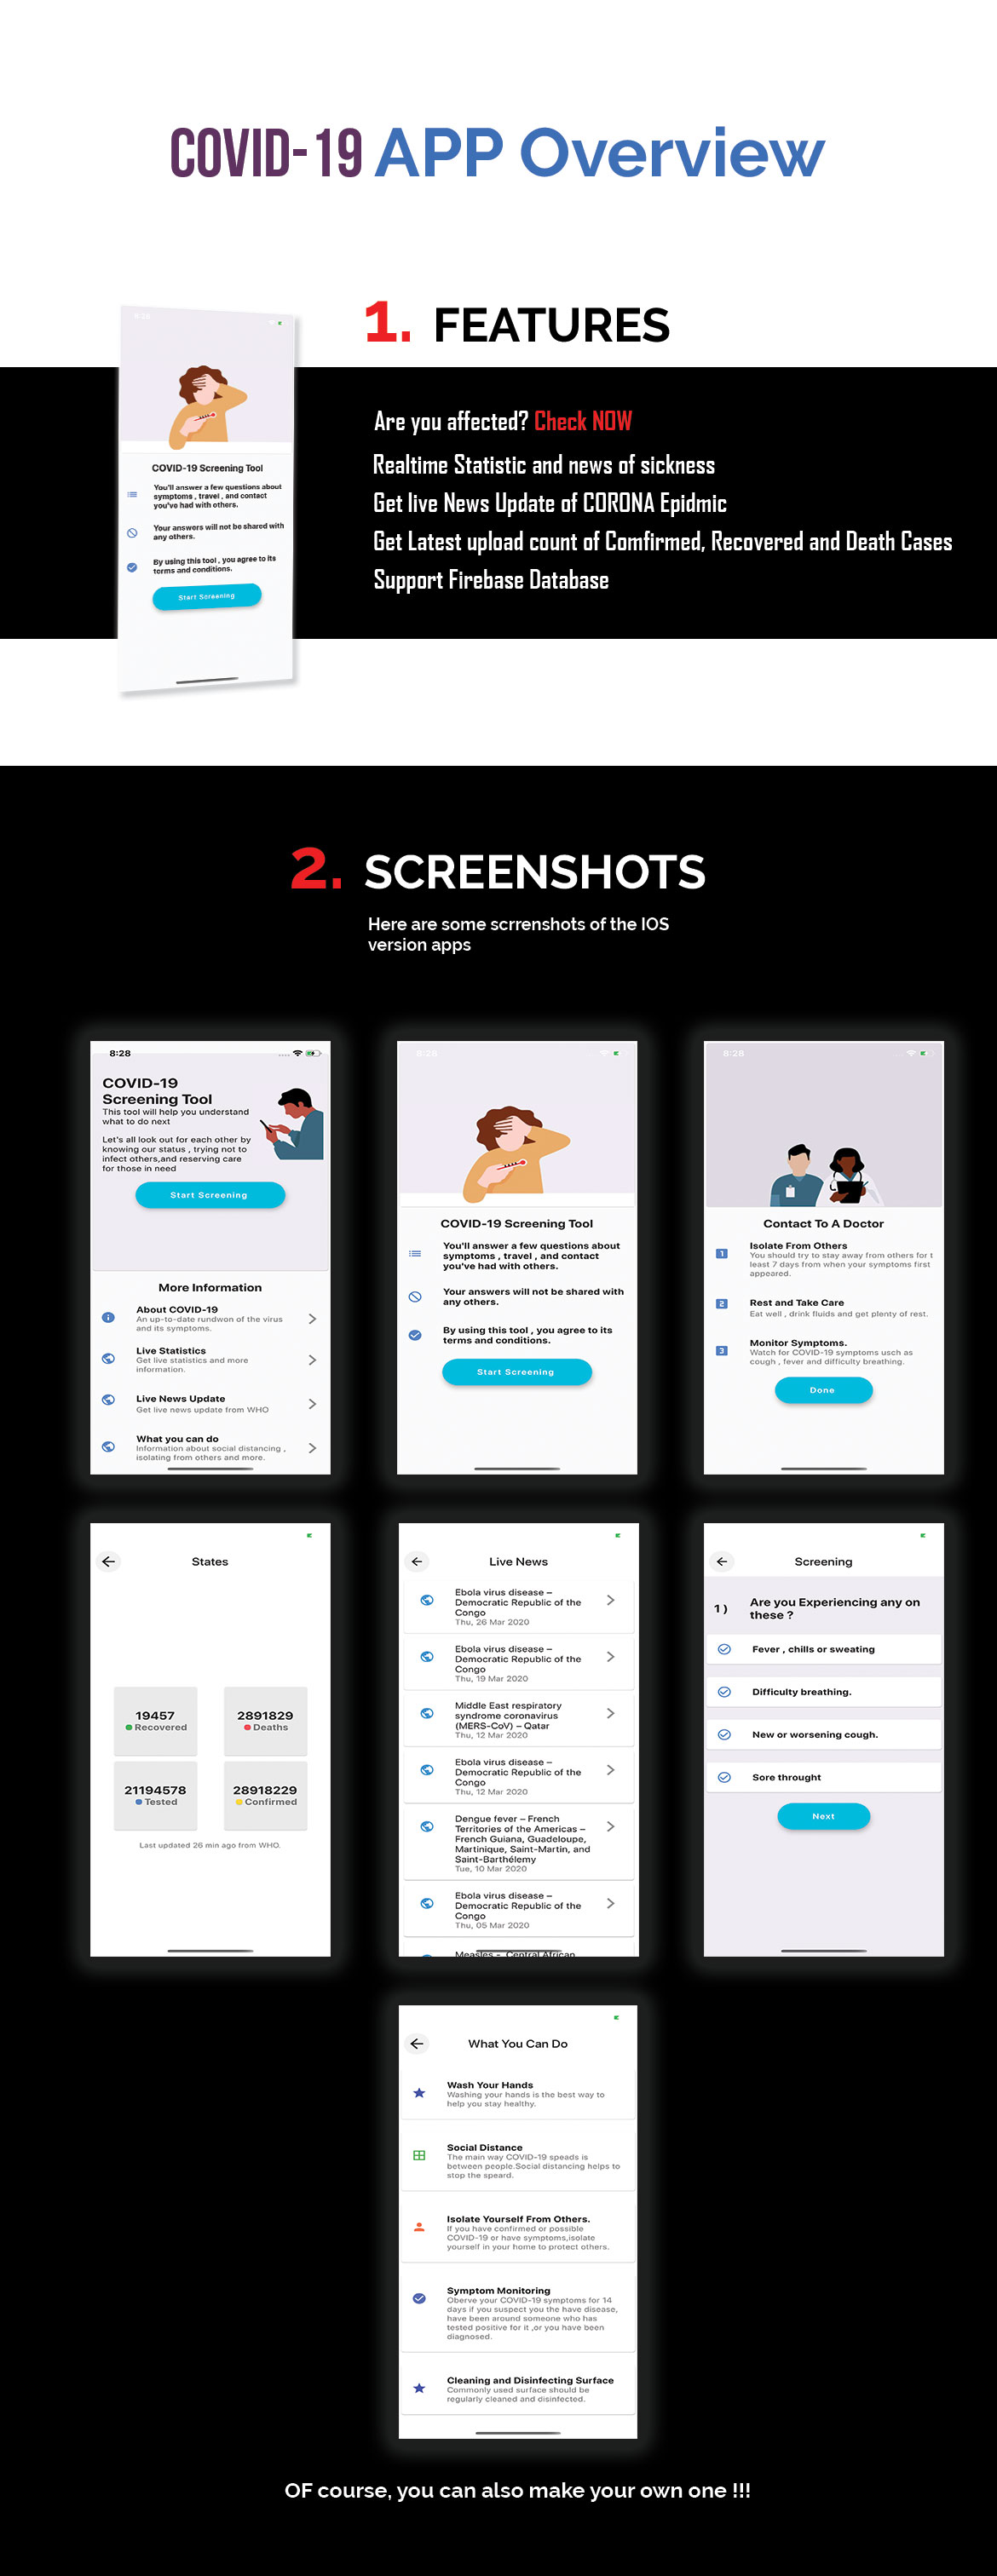 COVID-19 APP Overview
1. FEATURES
8:28
COVID-19 Screening Tool
You'll answer a few questions about
symptoms , travel , and contact
you've had with others.
Your answers will not be shared with
any others.
By using this tool , you agree to its
terms and conditions.
Start Screening
Are you affected? Check NOW
Realtime Statistic and news of sickness
Get live News Update of CORONA Epidmic
Get Latest upload count of Comfirmed, Recovered and Death Cases
Support Firebase Database
2. SCREENSHOTS
Here are some scrrenshots of the IOS
version apps
8:28
COVID-19
Screening Tool
This tool will help you understand
what to do next
Let's all look out for each other by
knowing our status , trying not to
infect others,and reserving care
for those in need
Start Screening
More Information
About COVID-19
An up-to-date rundwon of the virus
and its symptoms.
Live Statistics
Get live statistics and more
information.
Live News Update
Get live news update from WHO
What you can do
Information about social distancing ,
isolating from others and more.
8:28
COVID-19 Screening Tool
You'll answer a few questions about
symptoms , travel , and contact
you've had with others.
Your answers will not be shared with
any others.
By using this tool , you agree to its
terms and conditions.
Start Screening
8:28
Contact To A Doctor
1
Isolate From Others
You should try to stay away from others for t
least 7 days from when your symptoms first
appeared.
2
Rest and Take Care
Eat well , drink fluids and get plenty of rest.
3
Monitor Symptoms.
Watch for COVID-19 symptoms usch as
cough , fever and difficulty breathing.
Done
States
19457
Recovered
2891829
Deaths
21194578
Tested
28918229
Confirmed
Last updated 26 min ago from WHO.
Live News
Ebola virus disease –
Democratic Republic of the
Congo
Thu, 26 Mar 2020
Ebola virus disease –
Democratic Republic of the
Congo
Thu, 19 Mar 2020
Middle East respiratory
syndrome coronavirus
(MERS-CoV) – Qatar
Thu, 12 Mar 2020
Ebola virus disease –
Democratic Republic of the
Congo
Thu, 12 Mar 2020
Dengue fever – French
Territories of the Americas –
French Guiana, Guadeloupe,
Martinique, Saint-Martin, and
Saint-Barthélemy
Tue, 10 Mar 2020
Ebola virus disease –
Democratic Republic of the
Congo
Thu, 05 Mar 2020
Measles – Central African
Screening
1 )
Are you Experiencing any on
these ?
Fever , chills or sweating
Difficulty breathing.
New or worsening cough.
Sore throught
Next
What You Can Do
Wash Your Hands
Washing your hands is the best way to
help you stay healthy.
Social Distance
The main way COVID-19 speads is
between people.Social distancing helps to
stop the speard.
Isolate Yourself From Others.
If you have confirmed or possible
COVID-19 or have symptoms,isolate
yourself in your home to protect others.
Symptom Monitoring
Oberve your COVID-19 symptoms for 14
days if you suspect you the have disease,
have been around someone who has
tested positive for it ,or you have been
diagnosed.
Cleaning and Disinfecting Surface
Commonly used surface should be
regularly cleaned and disinfected.
OF course, you can also make your own one !!!